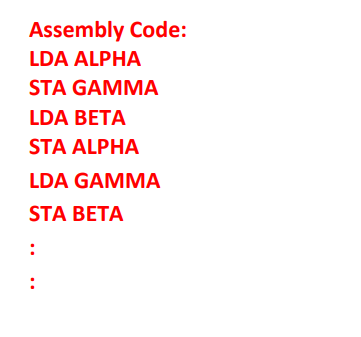 Assembly Code:
LDA ALPHA
STA GAMMA
LDA BETA
STA ALPHA
LDA GAMMA
STA BETA
:
: